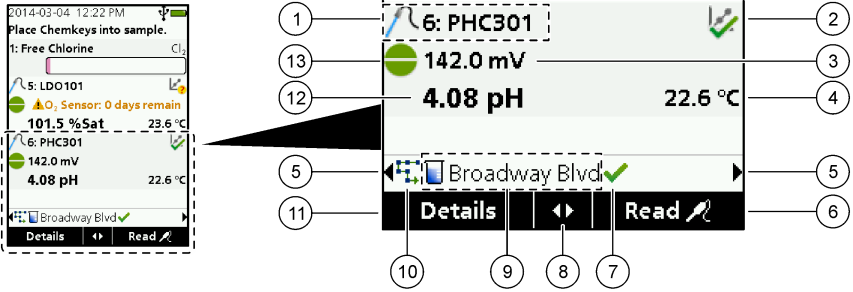 2014-03-04 12:22 PM
Place Chemkeys into sample.
1: Free Chlorine Cl2
5: LDO101
O2 Sensor: 0 days remain
101.5 %Sat 23.6 °C
6: PHC301
142.0 mV
4.08 pH 22.6 °C
Broadway Blvd
Details Read
1 6: PHC301 2
13 142.0 mV 3
12 4.08 pH 22.6 °C 4
5 Broadway Blvd 5
11 Details Read 6
10 9 8 7